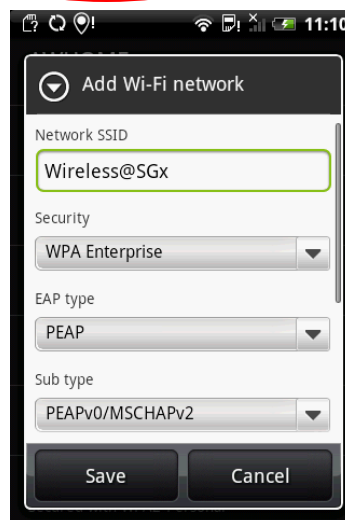 11:10
Add Wi-Fi network
Network SSID
Wireless@SGx
Security
WPA Enterprise
EAP type
PEAP
Sub type
PEAPv0/MSCHAPv2
Save
Cancel